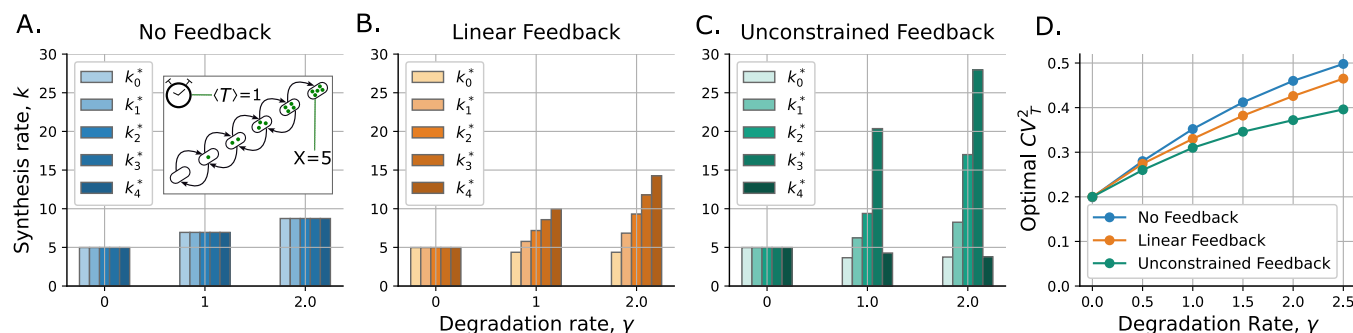 A.
No Feedback
Synthesis rate, k
30
25
20
15
10
5
0
k₀*
k₁*
k₂*
k₃*
k₄*
⟨T⟩=1
X=5
0
1
2.0
B.
Linear Feedback
30
25
20
15
10
5
0
k₀*
k₁*
k₂*
k₃*
k₄*
0
1
2.0
Degradation rate, γ
C.
Unconstrained Feedback
30
25
20
15
10
5
0
k₀*
k₁*
k₂*
k₃*
k₄*
0
1.0
2.0
D.
Optimal CV²_T
0.5
0.4
0.3
0.2
0.1
No Feedback
Linear Feedback
Unconstrained Feedback
0.0
0.5
1.0
1.5
2.0
2.5
Degradation Rate, γ